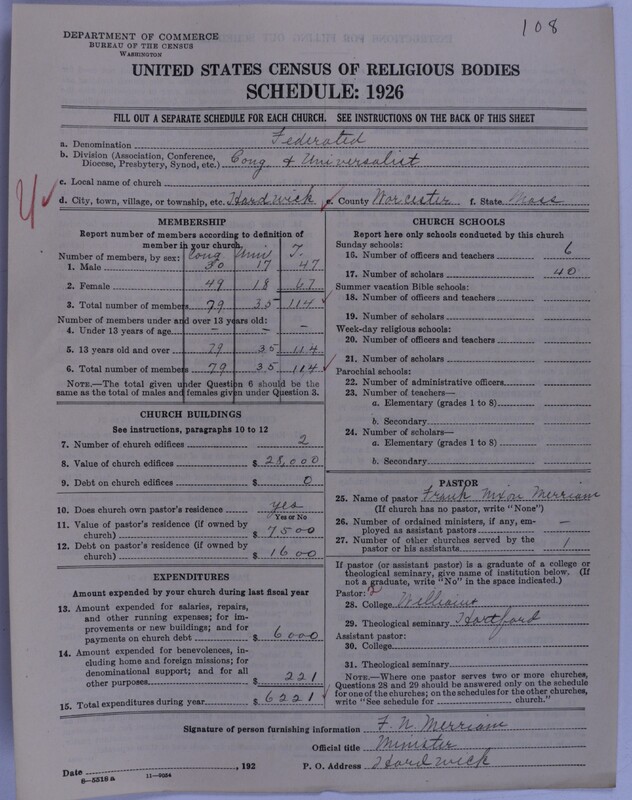 108
DEPARTMENT OF COMMERCE
BUREAU OF THE CENSUS
WASHINGTON
UNITED STATES CENSUS OF RELIGIOUS BODIES
SCHEDULE: 1926
FILL OUT A SEPARATE SCHEDULE FOR EACH CHURCH. SEE INSTRUCTIONS ON THE BACK OF THIS SHEET
a. Denomination Federated
b. Division (Association, Conference, Diocese, Presbytery, Synod, etc.) Cong & Universalist
c. Local name of church
d. City, town, village, or township, etc. Hardwick e. County Worcester f. State Mass
MEMBERSHIP
Report number of members according to definition of
member in your church.
Number of members, by sex: Cong Uni T.
1. Male 30 17 47
2. Female 49 18 67
3. Total number of members 79 35 114
Number of members under and over 13 years old:
4. Under 13 years of age - - -
5. 13 years old and over 79 35 114
6. Total number of members 79 35 114
NOTE.—The total given under Question 6 should be the
same as the total of males and females given under Question 3.
CHURCH BUILDINGS
See instructions, paragraphs 10 to 12
7. Number of church edifices 2
8. Value of church edifices $ 28,000
9. Debt on church edifices $ 0
10. Does church own pastor's residence yes
Yes or No
11. Value of pastor's residence (if owned by
church) $ 7500
12. Debt on pastor's residence (if owned by
church) $ 1600
EXPENDITURES
Amount expended by your church during last fiscal year
13. Amount expended for salaries, repairs,
and other running expenses; for im-
provements or new buildings; and for
payments on church debt $ 6000
14. Amount expended for benevolences, in-
cluding home and foreign missions; for
denominational support; and for all
other purposes $ 221
15. Total expenditures during year $ 6221
CHURCH SCHOOLS
Report here only schools conducted by this church
Sunday schools:
16. Number of officers and teachers 6
17. Number of scholars 40
Summer vacation Bible schools:
18. Number of officers and teachers
19. Number of scholars
Week-day religious schools:
20. Number of officers and teachers
21. Number of scholars
Parochial schools:
22. Number of administrative officers
23. Number of teachers—
a. Elementary (grades 1 to 8)
b. Secondary
24. Number of scholars—
a. Elementary (grades 1 to 8)
b. Secondary
PASTOR
25. Name of pastor Frank Nixon Merriam
(If church has no pastor, write "None")
26. Number of ordained ministers, if any, em-
ployed as assistant pastors -
27. Number of other churches served by the
pastor or his assistants 1
If pastor (or assistant pastor) is a graduate of a college or
theological seminary, give name of institution below. (If
not a graduate, write "No" in the space indicated.)
Pastor: 2
28. College Williams
29. Theological seminary Hartford
Assistant pastor:
30. College
31. Theological seminary
NOTE.—Where one pastor serves two or more churches,
Questions 28 and 29 should be answered only on the schedule
for one of the churches; on the schedules for the other churches,
write "See schedule for church."
Signature of person furnishing information F. N. Merriam
Official title Minister
Date , 192 P. O. Address Hardwick
6—5318 a 11—9034